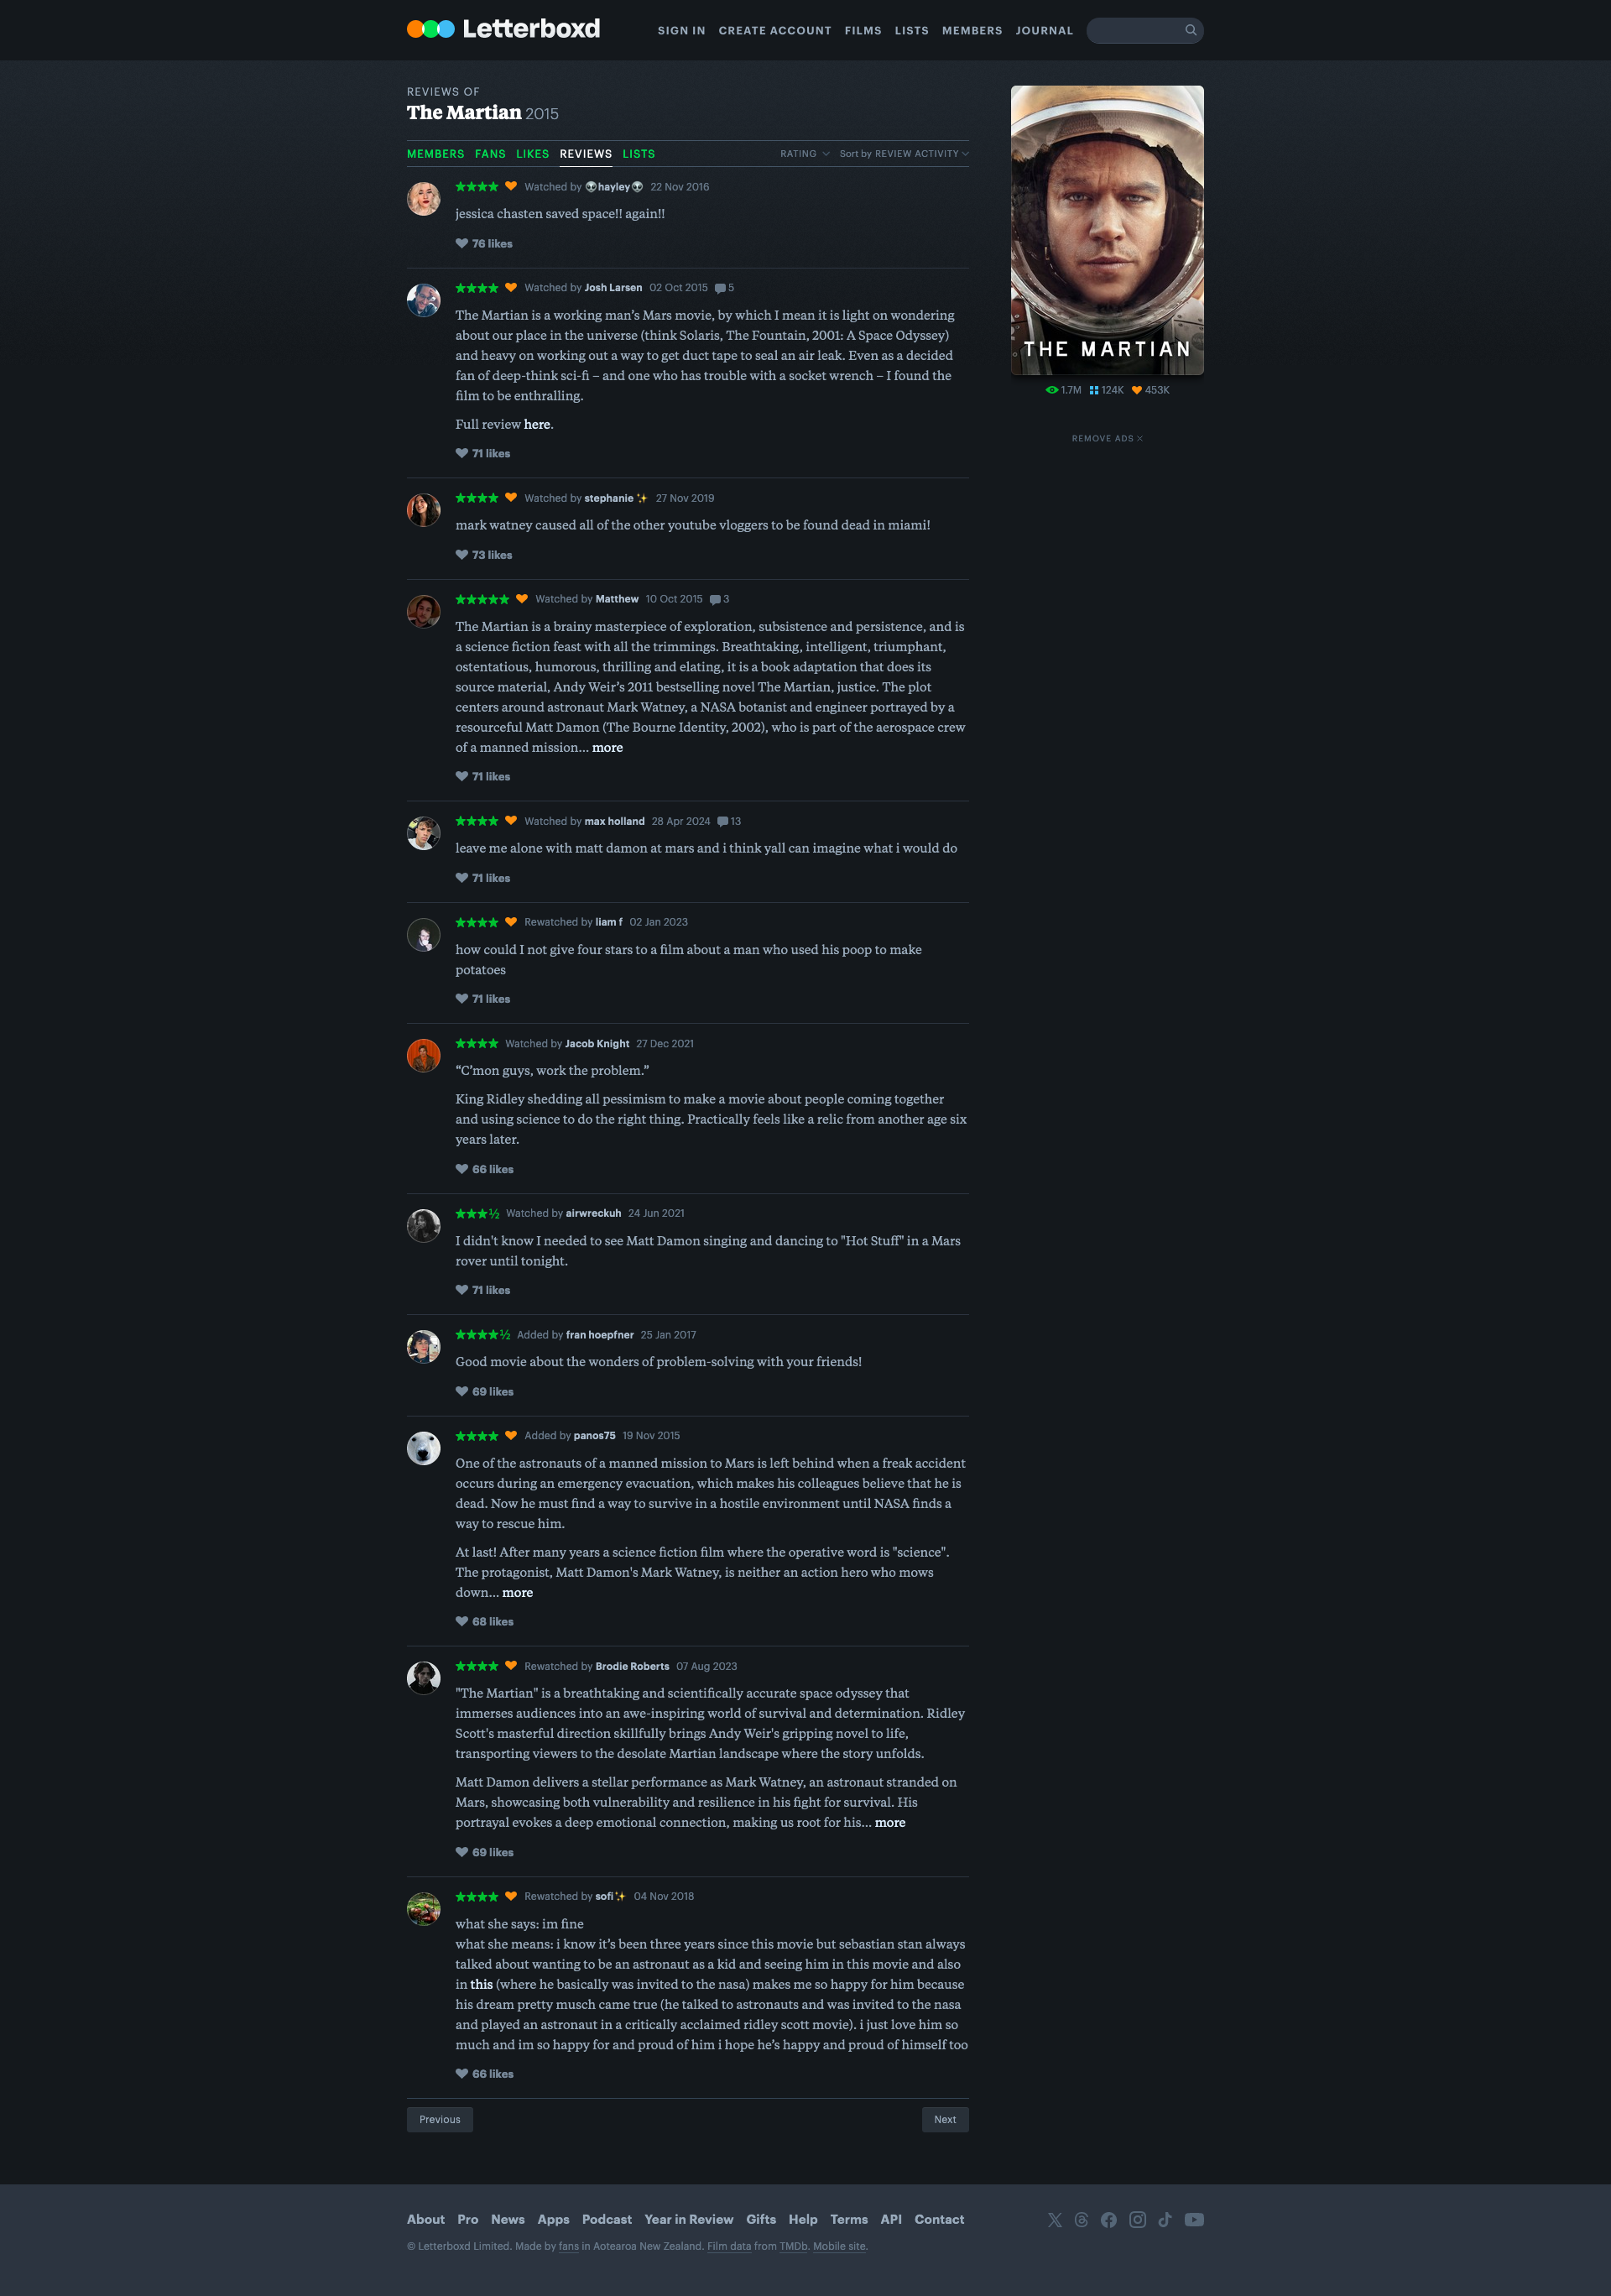 Letterboxd
SIGN IN CREATE ACCOUNT FILMS LISTS MEMBERS JOURNAL
REVIEWS OF
The Martian 2015
MEMBERS FANS LIKES REVIEWS LISTS RATING Sort by REVIEW ACTIVITY
★★★★ Watched by 👽hayley👽 22 Nov 2016
jessica chasten saved space!! again!!
76 likes
★★★★ Watched by Josh Larsen 02 Oct 2015 5
The Martian is a working man’s Mars movie, by which I mean it is light on wondering
about our place in the universe (think Solaris, The Fountain, 2001: A Space Odyssey)
and heavy on working out a way to get duct tape to seal an air leak. Even as a decided
fan of deep-think sci-fi – and one who has trouble with a socket wrench – I found the
film to be enthralling.
Full review here.
71 likes
★★★★ Watched by stephanie ✨ 27 Nov 2019
mark watney caused all of the other youtube vloggers to be found dead in miami!
73 likes
★★★★★ Watched by Matthew 10 Oct 2015 3
The Martian is a brainy masterpiece of exploration, subsistence and persistence, and is
a science fiction feast with all the trimmings. Breathtaking, intelligent, triumphant,
ostentatious, humorous, thrilling and elating, it is a book adaptation that does its
source material, Andy Weir’s 2011 bestselling novel The Martian, justice. The plot
centers around astronaut Mark Watney, a NASA botanist and engineer portrayed by a
resourceful Matt Damon (The Bourne Identity, 2002), who is part of the aerospace crew
of a manned mission… more
71 likes
★★★★ Watched by max holland 28 Apr 2024 13
leave me alone with matt damon at mars and i think yall can imagine what i would do
71 likes
★★★★ Rewatched by liam f 02 Jan 2023
how could I not give four stars to a film about a man who used his poop to make
potatoes
71 likes
★★★★ Watched by Jacob Knight 27 Dec 2021
“C’mon guys, work the problem.”
King Ridley shedding all pessimism to make a movie about people coming together
and using science to do the right thing. Practically feels like a relic from another age six
years later.
66 likes
★★★½ Watched by airwreckuh 24 Jun 2021
I didn't know I needed to see Matt Damon singing and dancing to "Hot Stuff" in a Mars
rover until tonight.
71 likes
★★★★½ Added by fran hoepfner 25 Jan 2017
Good movie about the wonders of problem-solving with your friends!
69 likes
★★★★ Added by panos75 19 Nov 2015
One of the astronauts of a manned mission to Mars is left behind when a freak accident
occurs during an emergency evacuation, which makes his colleagues believe that he is
dead. Now he must find a way to survive in a hostile environment until NASA finds a
way to rescue him.
At last! After many years a science fiction film where the operative word is "science".
The protagonist, Matt Damon's Mark Watney, is neither an action hero who mows
down… more
68 likes
★★★★ Rewatched by Brodie Roberts 07 Aug 2023
"The Martian" is a breathtaking and scientifically accurate space odyssey that
immerses audiences into an awe-inspiring world of survival and determination. Ridley
Scott's masterful direction skillfully brings Andy Weir's gripping novel to life,
transporting viewers to the desolate Martian landscape where the story unfolds.
Matt Damon delivers a stellar performance as Mark Watney, an astronaut stranded on
Mars, showcasing both vulnerability and resilience in his fight for survival. His
portrayal evokes a deep emotional connection, making us root for his… more
69 likes
★★★★ Rewatched by sofi✨ 04 Nov 2018
what she says: im fine
what she means: i know it’s been three years since this movie but sebastian stan always
talked about wanting to be an astronaut as a kid and seeing him in this movie and also
in this (where he basically was invited to the nasa) makes me so happy for him because
his dream pretty musch came true (he talked to astronauts and was invited to the nasa
and played an astronaut in a critically acclaimed ridley scott movie). i just love him so
much and im so happy for and proud of him i hope he’s happy and proud of himself too
66 likes
Previous Next
THE MARTIAN
1.7M 124K 453K
REMOVE ADS
About Pro News Apps Podcast Year in Review Gifts Help Terms API Contact
© Letterboxd Limited. Made by fans in Aotearoa New Zealand. Film data from TMDb. Mobile site.